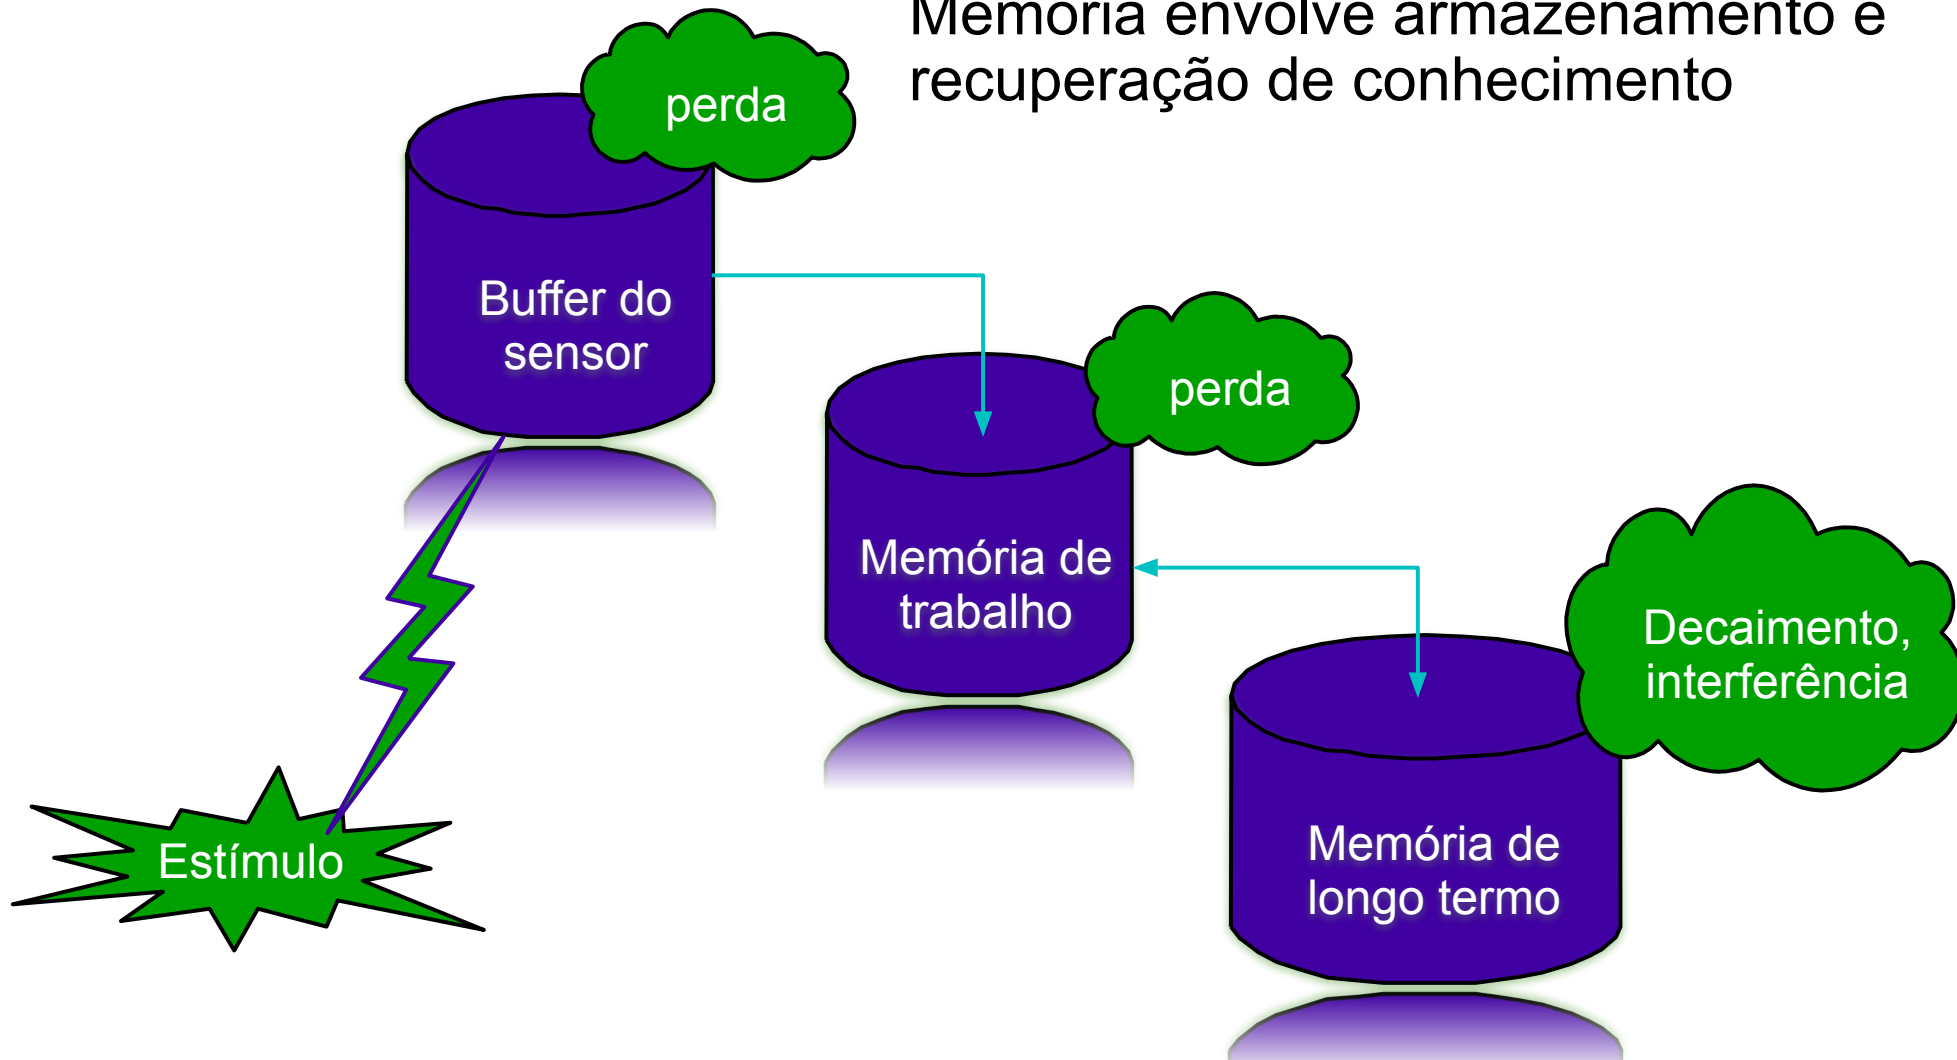 Memória envolve armazenamento e
recuperação de conhecimento
perda
Buffer do
sensor
perda
Memória de
trabalho
Decaimento,
interferência
Memória de
longo termo
Estímulo